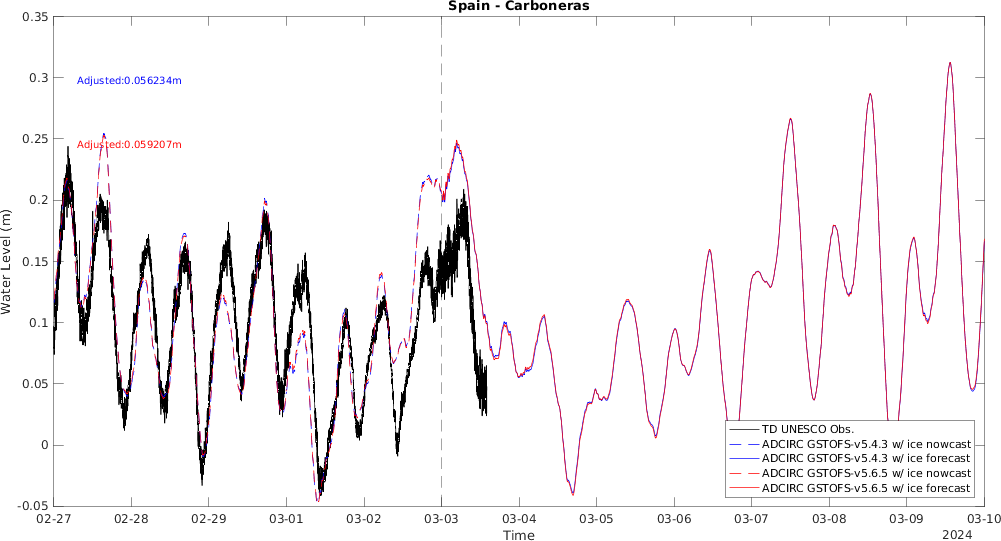 Spain - Carboneras
0.35
0.3
0.25
0.2
0.15
0.1
0.05
0
-0.05
Water Level (m)
Adjusted:0.056234m
Adjusted:0.059207m
TD UNESCO Obs.
ADCIRC GSTOFS-v5.4.3 w/ ice nowcast
ADCIRC GSTOFS-v5.4.3 w/ ice forecast
ADCIRC GSTOFS-v5.6.5 w/ ice nowcast
ADCIRC GSTOFS-v5.6.5 w/ ice forecast
02-27 02-28 02-29 03-01 03-02 03-03 03-04 03-05 03-06 03-07 03-08 03-09 03-10
Time
2024